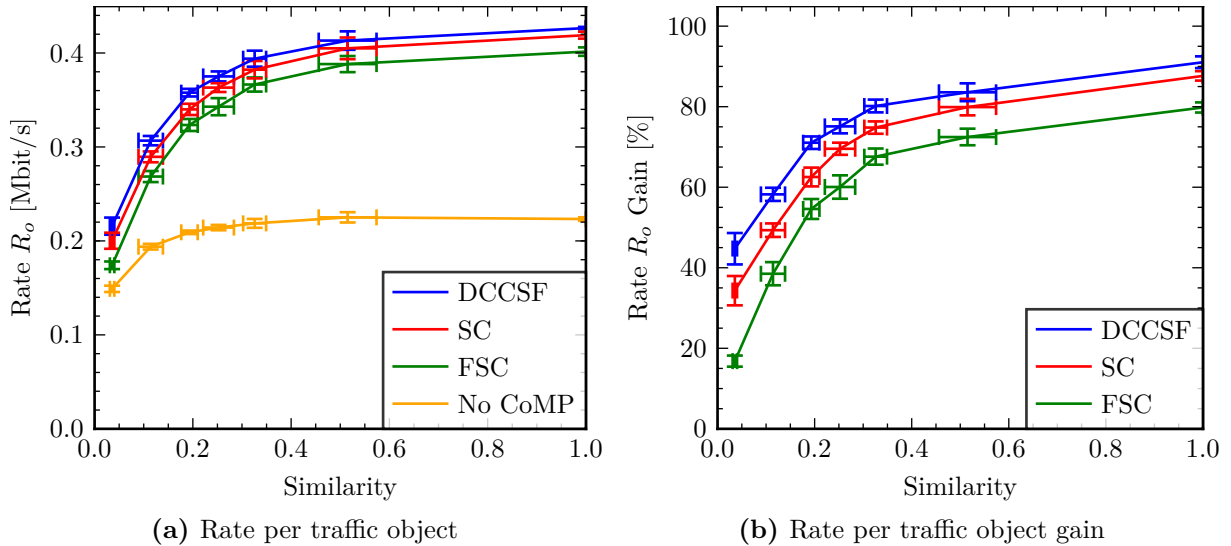 0.4
0.3
0.2
0.1
0.0
Rate R_o [Mbit/s]
0.0 0.2 0.4 0.6 0.8 1.0
Similarity
DCCSF
SC
FSC
No CoMP
(a) Rate per traffic object
100
80
60
40
20
0
Rate R_o Gain [%]
0.0 0.2 0.4 0.6 0.8 1.0
Similarity
DCCSF
SC
FSC
(b) Rate per traffic object gain